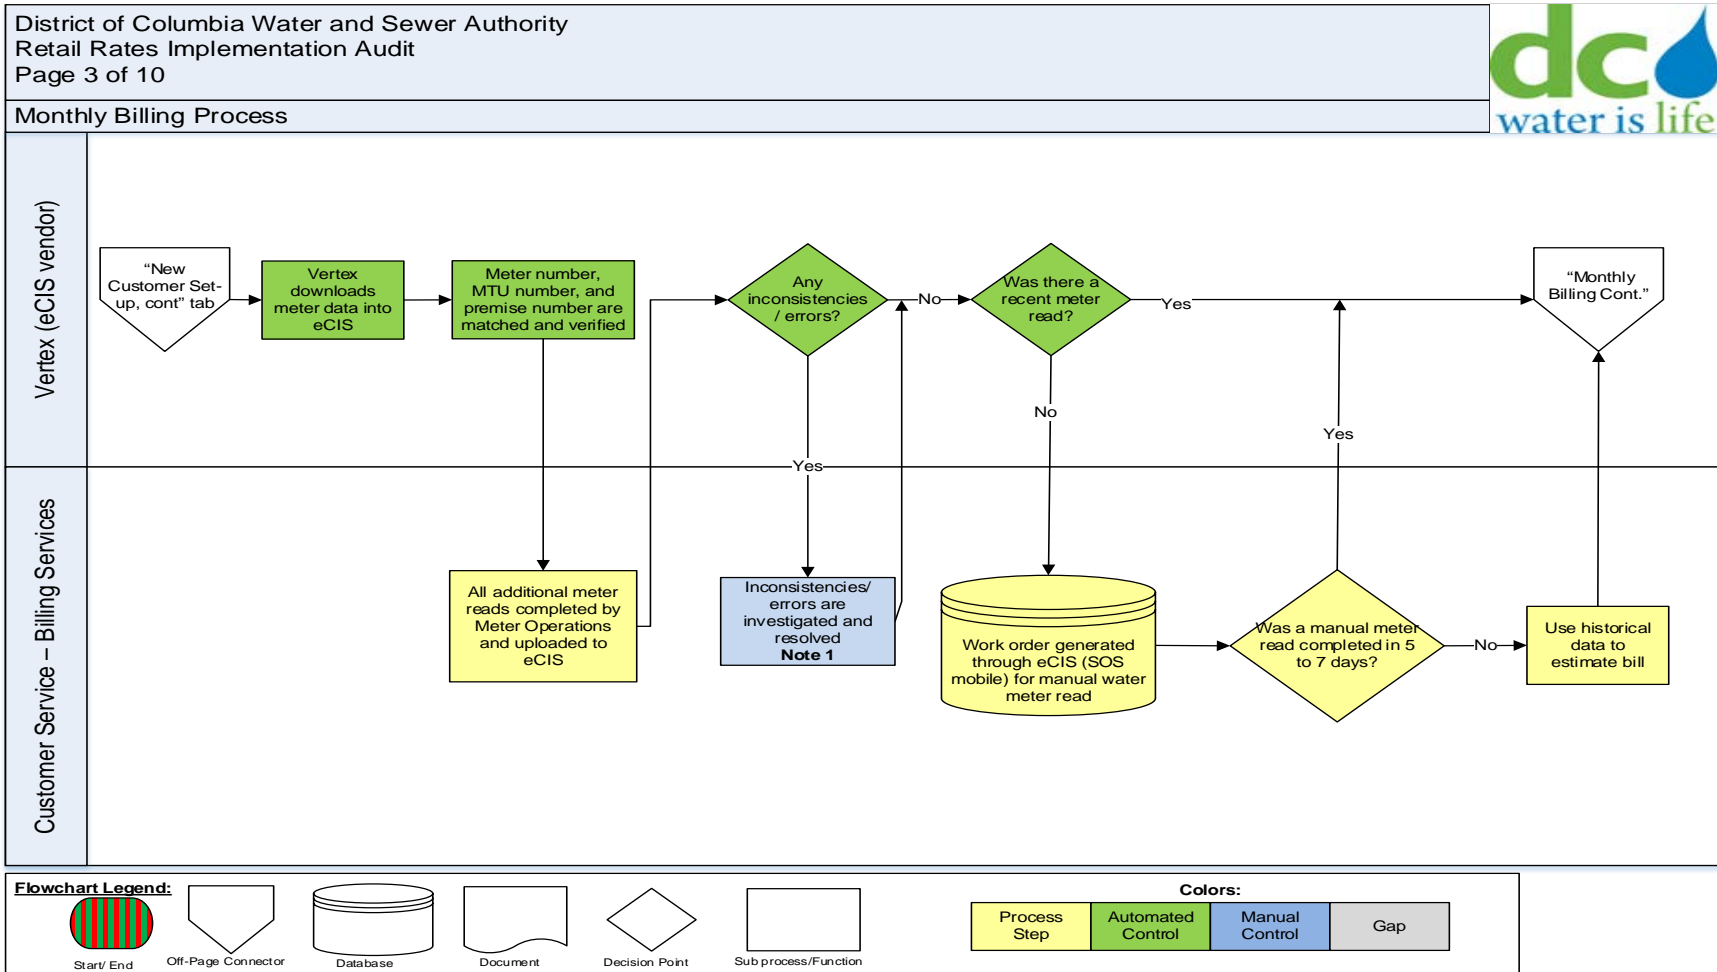 District of Columbia Water and Sewer Authority
Retail Rates Implementation Audit
Page 3 of 10
Monthly Billing Process
dc
water is life
Vertex (eCIS vendor)
“New
Customer Set-
up, cont” tab
Vertex
downloads
meter data into
eCIS
Meter number,
MTU number, and
premise number are
matched and verified
Any
inconsistencies
/ errors?
No
Was there a
recent meter
read?
Yes
“Monthly
Billing Cont.”
No
Yes
Yes
Customer Service – Billing Services
All additional meter
reads completed by
Meter Operations
and uploaded to
eCIS
Inconsistencies/
errors are
investigated and
resolved
Note 1
Work order generated
through eCIS (SOS
mobile) for manual water
meter read
Was a manual meter
read completed in 5
to 7 days?
No
Use historical
data to
estimate bill
Flowchart Legend:
Start/ End
Off-Page Connector
Database
Document
Decision Point
Sub process/Function
Colors:
Process
Step
Automated
Control
Manual
Control
Gap